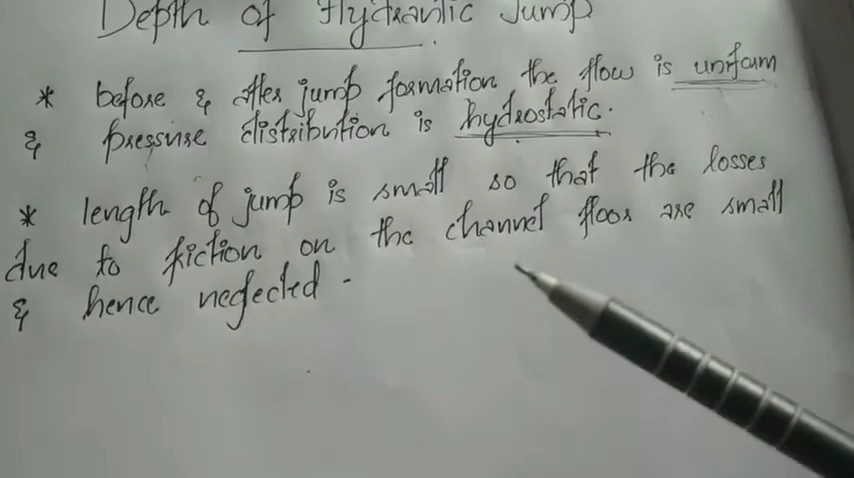 Depth of Hydraulic Jump
* before & after jump formation the flow is uniform
& pressure distribution is hydrostatic.
* length of jump is small so that the losses
due to friction on the channel floor are small
& hence neglected.